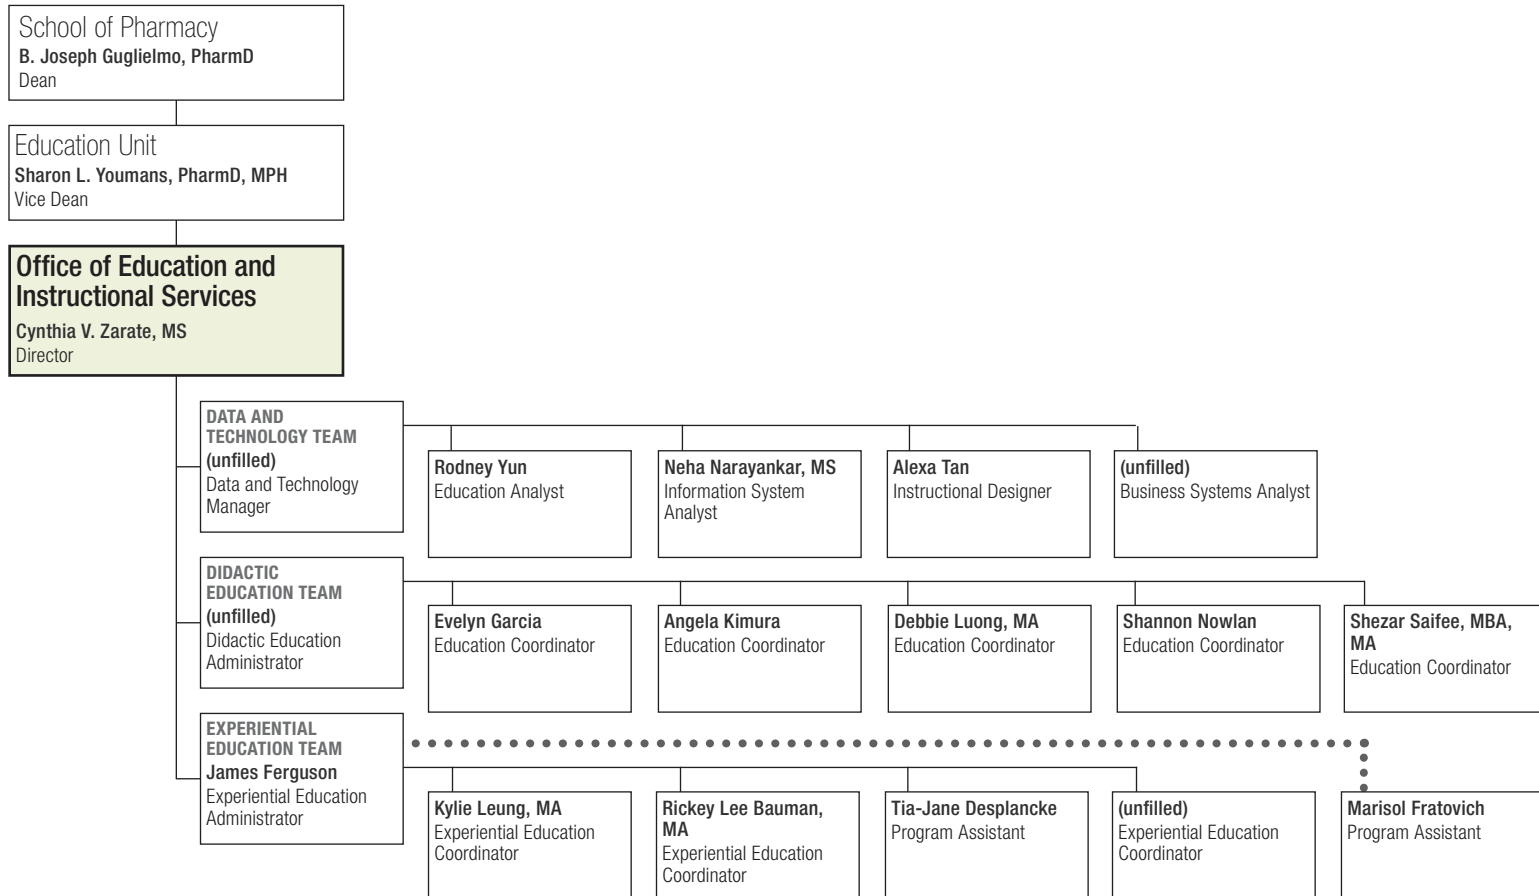 School of Pharmacy
B. Joseph Guglielmo, PharmD
Dean
Education Unit
Sharon L. Youmans, PharmD, MPH
Vice Dean
Office of Education and
Instructional Services
Cynthia V. Zarate, MS
Director
DATA AND
TECHNOLOGY TEAM
(unfilled)
Data and Technology
Manager
Rodney Yun
Education Analyst
Neha Narayankar, MS
Information System
Analyst
Alexa Tan
Instructional Designer
(unfilled)
Business Systems Analyst
DIDACTIC
EDUCATION TEAM
(unfilled)
Didactic Education
Administrator
Evelyn Garcia
Education Coordinator
Angela Kimura
Education Coordinator
Debbie Luong, MA
Education Coordinator
Shannon Nowlan
Education Coordinator
Shezar Saifee, MBA,
MA
Education Coordinator
EXPERIENTIAL
EDUCATION TEAM
James Ferguson
Experiential Education
Administrator
Kylie Leung, MA
Experiential Education
Coordinator
Rickey Lee Bauman,
MA
Experiential Education
Coordinator
Tia-Jane Desplancke
Program Assistant
(unfilled)
Experiential Education
Coordinator
Marisol Fratovich
Program Assistant